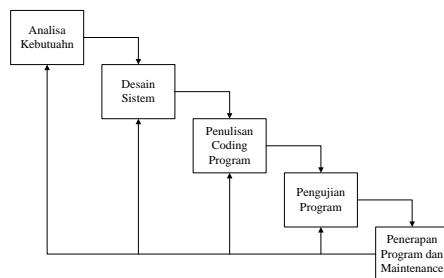 Analisa
Kebutuahn
Desain
Sistem
Penulisan
Coding
Program
Pengujian
Program
Penerapan
Program dan
Maintenance